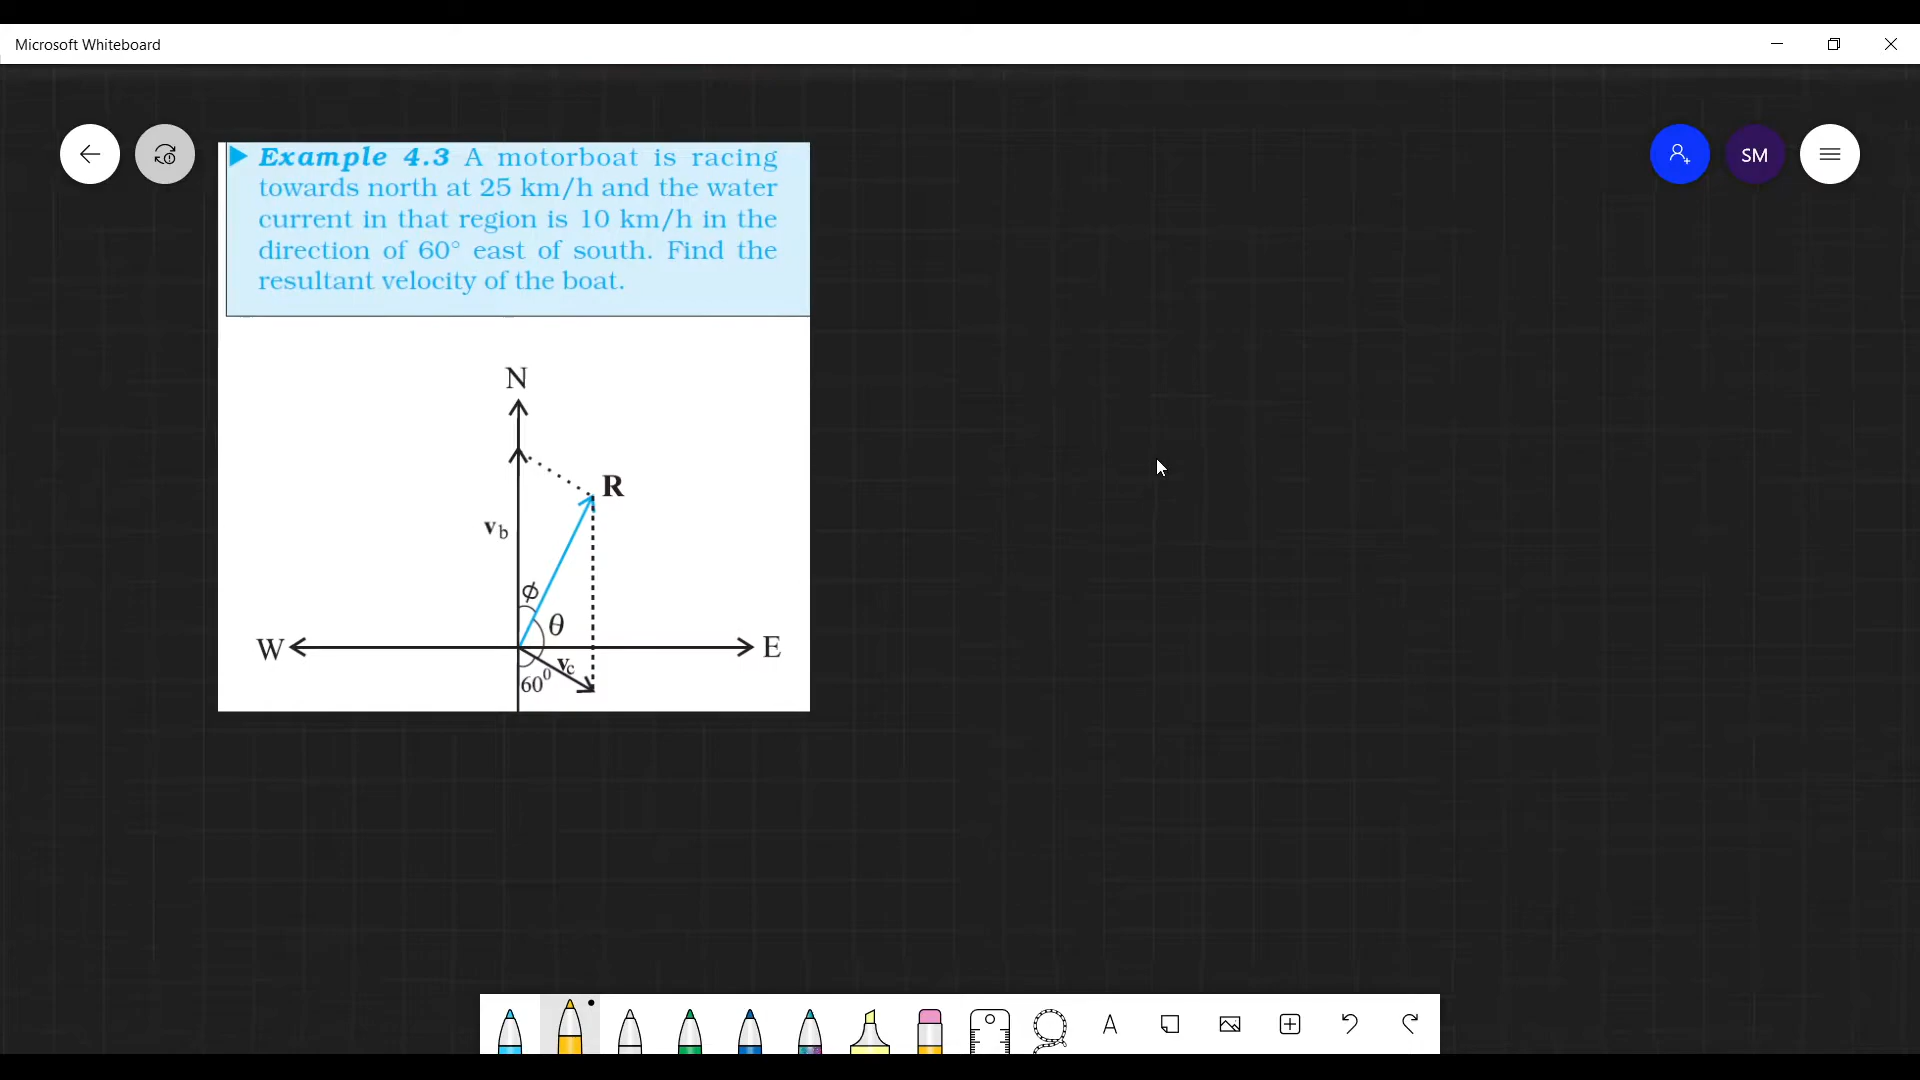 Microsoft Whiteboard
SM
Example 4.3 A motorboat is racing
towards north at 25 km/h and the water
current in that region is 10 km/h in the
direction of 60° east of south. Find the
resultant velocity of the boat.
N
R
vb
ϕ
θ
W
E
vc
60⁰